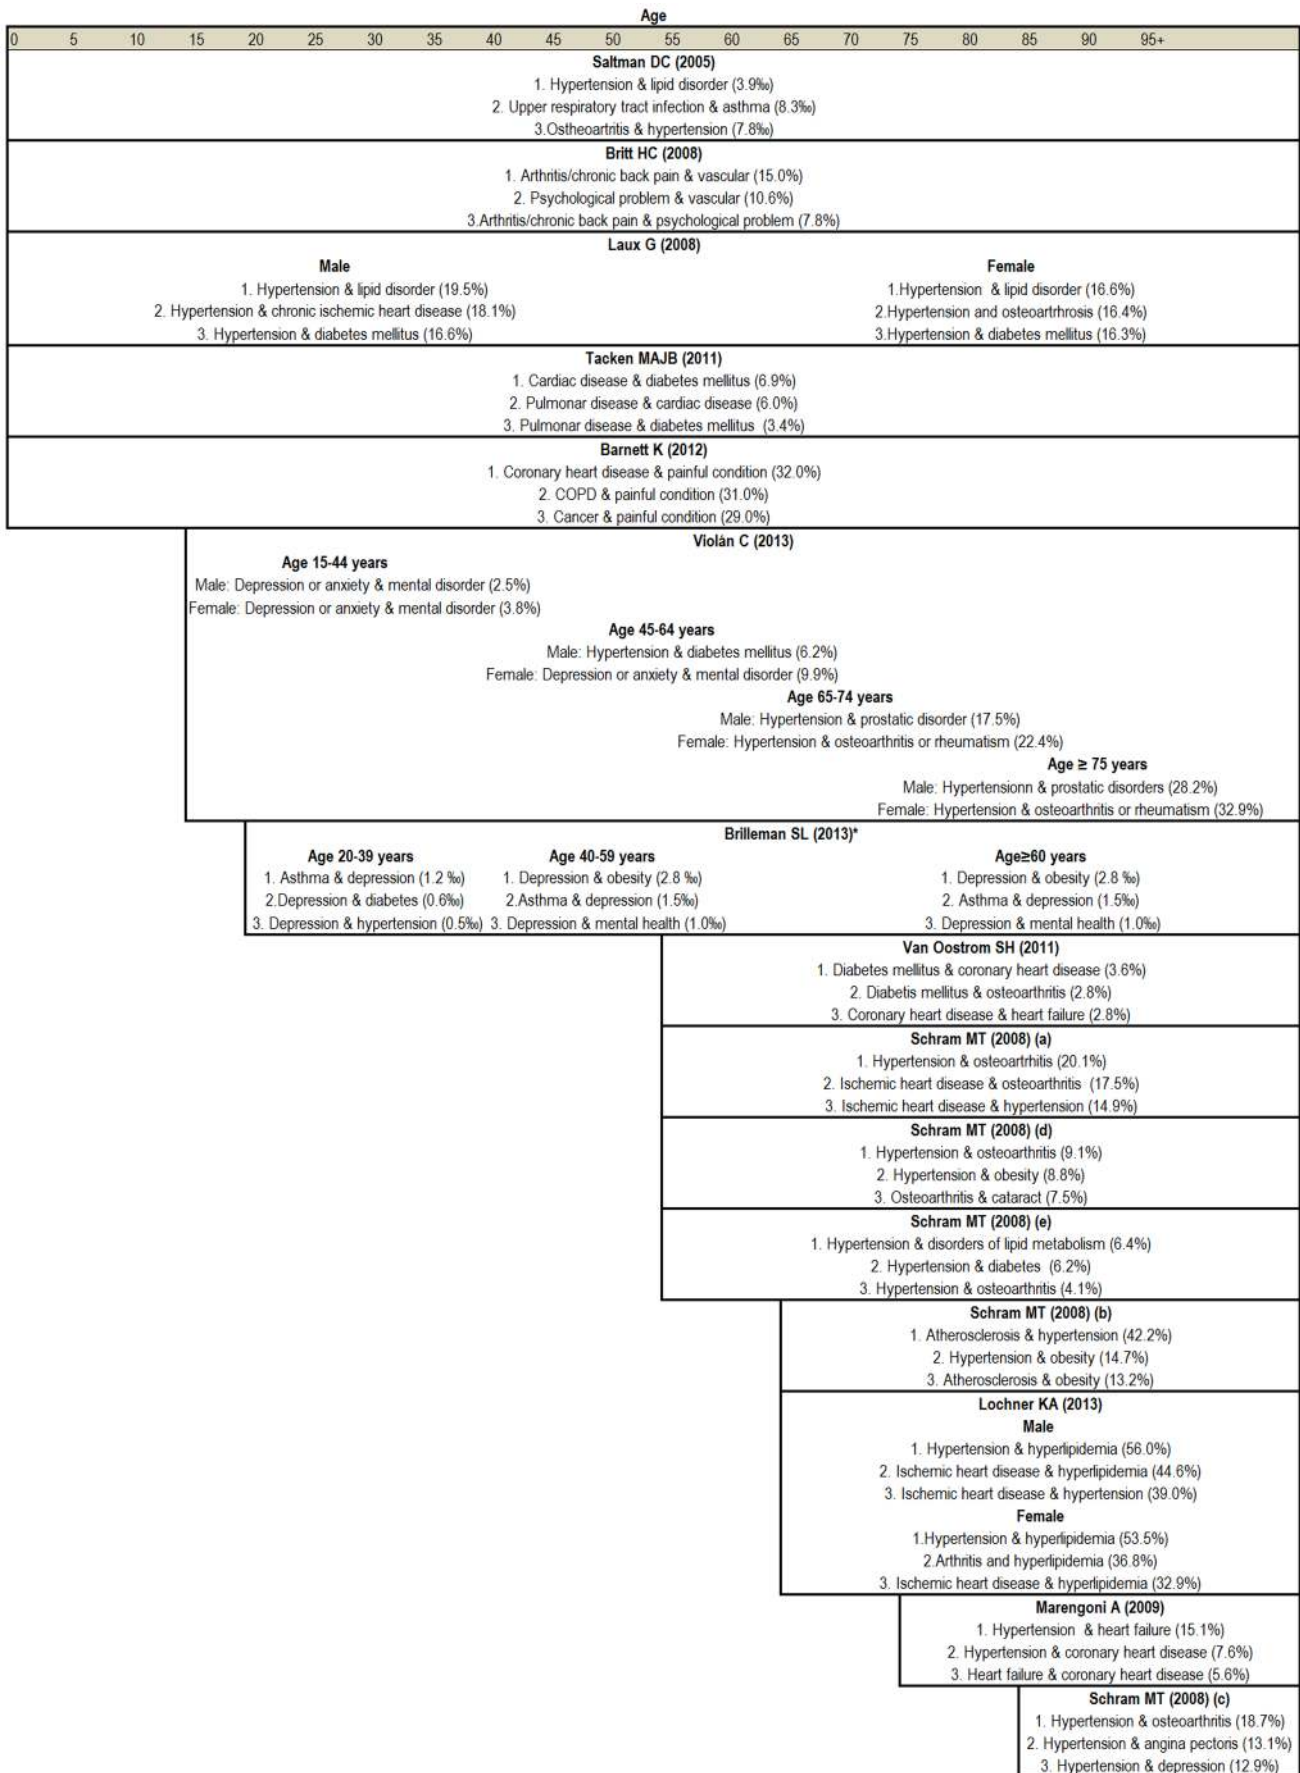 Age
0 5 10 15 20 25 30 35 40 45 50 55 60 65 70 75 80 85 90 95+
Saltman DC (2005)
1. Hypertension & lipid disorder (3.9‰)
2. Upper respiratory tract infection & asthma (8.3‰)
3.Ostheoartritis & hypertension (7.8‰)
Britt HC (2008)
1. Arthritis/chronic back pain & vascular (15.0%)
2. Psychological problem & vascular (10.6%)
3.Arthritis/chronic back pain & psychological problem (7.8%)
Laux G (2008)
Male
1. Hypertension & lipid disorder (19.5%)
2. Hypertension & chronic ischemic heart disease (18.1%)
3. Hypertension & diabetes mellitus (16.6%)
Female
1.Hypertension & lipid disorder (16.6%)
2.Hypertension and osteoartrhrosis (16.4%)
3.Hypertension & diabetes mellitus (16.3%)
Tacken MAJB (2011)
1. Cardiac disease & diabetes mellitus (6.9%)
2. Pulmonar disease & cardiac disease (6.0%)
3. Pulmonar disease & diabetes mellitus (3.4%)
Barnett K (2012)
1. Coronary heart disease & painful condition (32.0%)
2. COPD & painful condition (31.0%)
3. Cancer & painful condition (29.0%)
Violán C (2013)
Age 15-44 years
Male: Depression or anxiety & mental disorder (2.5%)
Female: Depression or anxiety & mental disorder (3.8%)
Age 45-64 years
Male: Hypertension & diabetes mellitus (6.2%)
Female: Depression or anxiety & mental disorder (9.9%)
Age 65-74 years
Male: Hypertension & prostatic disorder (17.5%)
Female: Hypertension & osteoarthritis or rheumatism (22.4%)
Age ≥ 75 years
Male: Hypertensionn & prostatic disorders (28.2%)
Female: Hypertension & osteoarthritis or rheumatism (32.9%)
Brilleman SL (2013)*
Age 20-39 years
1. Asthma & depression (1.2 ‰)
2.Depression & diabetes (0.6‰)
3. Depression & hypertension (0.5‰)
Age 40-59 years
1. Depression & obesity (2.8 ‰)
2.Asthma & depression (1.5‰)
3. Depression & mental health (1.0‰)
Age≥60 years
1. Depression & obesity (2.8 ‰)
2. Asthma & depression (1.5‰)
3. Depression & mental health (1.0‰)
Van Oostrom SH (2011)
1. Diabetes mellitus & coronary heart disease (3.6%)
2. Diabetis mellitus & osteoarthritis (2.8%)
3. Coronary heart disease & heart failure (2.8%)
Schram MT (2008) (a)
1. Hypertension & osteoartrhitis (20.1%)
2. Ischemic heart disease & osteoarthritis (17.5%)
3. Ischemic heart disease & hypertension (14.9%)
Schram MT (2008) (d)
1. Hypertension & osteoarthritis (9.1%)
2. Hypertension & obesity (8.8%)
3. Osteoarthritis & cataract (7.5%)
Schram MT (2008) (e)
1. Hypertension & disorders of lipid metabolism (6.4%)
2. Hypertension & diabetes (6.2%)
3. Hypertension & osteoarthritis (4.1%)
Schram MT (2008) (b)
1. Atherosclerosis & hypertension (42.2%)
2. Hypertension & obesity (14.7%)
3. Atherosclerosis & obesity (13.2%)
Lochner KA (2013)
Male
1. Hypertension & hyperlipidemia (56.0%)
2. Ischemic heart disease & hyperlipidemia (44.6%)
3. Ischemic heart disease & hypertension (39.0%)
Female
1.Hypertension & hyperlipidemia (53.5%)
2.Arthritis and hyperlipidemia (36.8%)
3. Ischemic heart disease & hyperlipidemia (32.9%)
Marengoni A (2009)
1. Hypertension & heart failure (15.1%)
2. Hypertension & coronary heart disease (7.6%)
3. Heart failure & coronary heart disease (5.6%)
Schram MT (2008) (c)
1. Hypertension & osteoarthritis (18.7%)
2. Hypertension & angina pectoris (13.1%)
3. Hypertension & depression (12.9%)